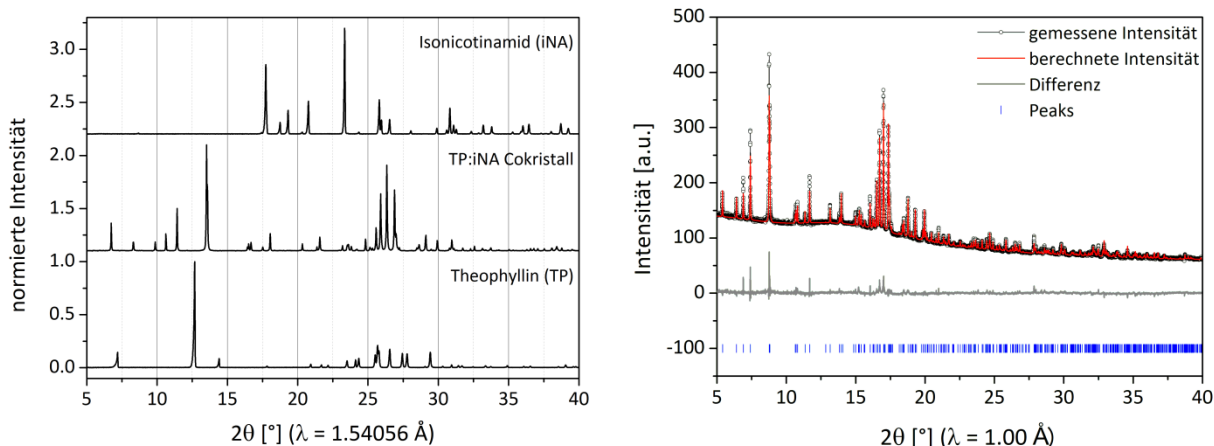 normierte Intensität
3.0
2.5
2.0
1.5
1.0
0.5
0.0
Isonicotinamid (iNA)
TP:iNA Cokristall
Theophyllin (TP)
5 10 15 20 25 30 35 40
2θ [°] (λ = 1.54056 Å)
Intensität [a.u.]
500
400
300
200
100
0
-100
gemessene Intensität
berechnete Intensität
Differenz
Peaks
5 10 15 20 25 30 35 40
2θ [°] (λ = 1.00 Å)